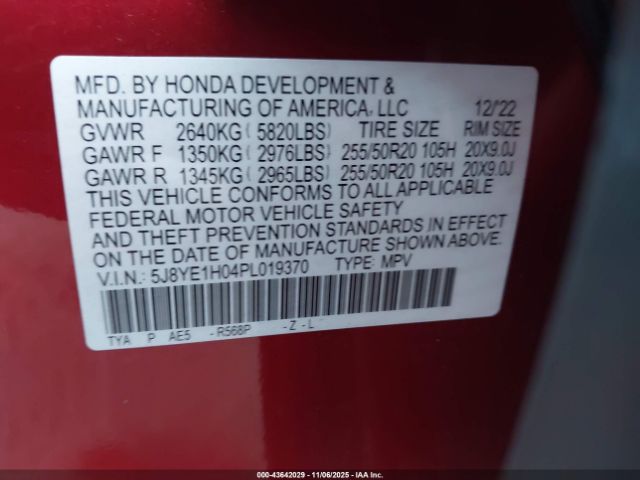 MFD. BY HONDA DEVELOPMENT &
MANUFACTURING OF AMERICA, LLC 12/'22
GVWR 2640KG ( 5820LBS) TIRE SIZE RIM SIZE
GAWR F 1350KG ( 2976LBS) 255/50R20 105H 20X9.0J
GAWR R 1345KG ( 2965LBS) 255/50R20 105H 20X9.0J
THIS VEHICLE CONFORMS TO ALL APPLICABLE
FEDERAL MOTOR VEHICLE SAFETY
AND THEFT PREVENTION STANDARDS IN EFFECT
ON THE DATE OF MANUFACTURE SHOWN ABOVE.
V.I.N.: 5J8YE1H04PL019370 TYPE: MPV
TYA P AE5 -R568P -Z-L
000-43642029 - 11/06/2025 - IAA Inc.